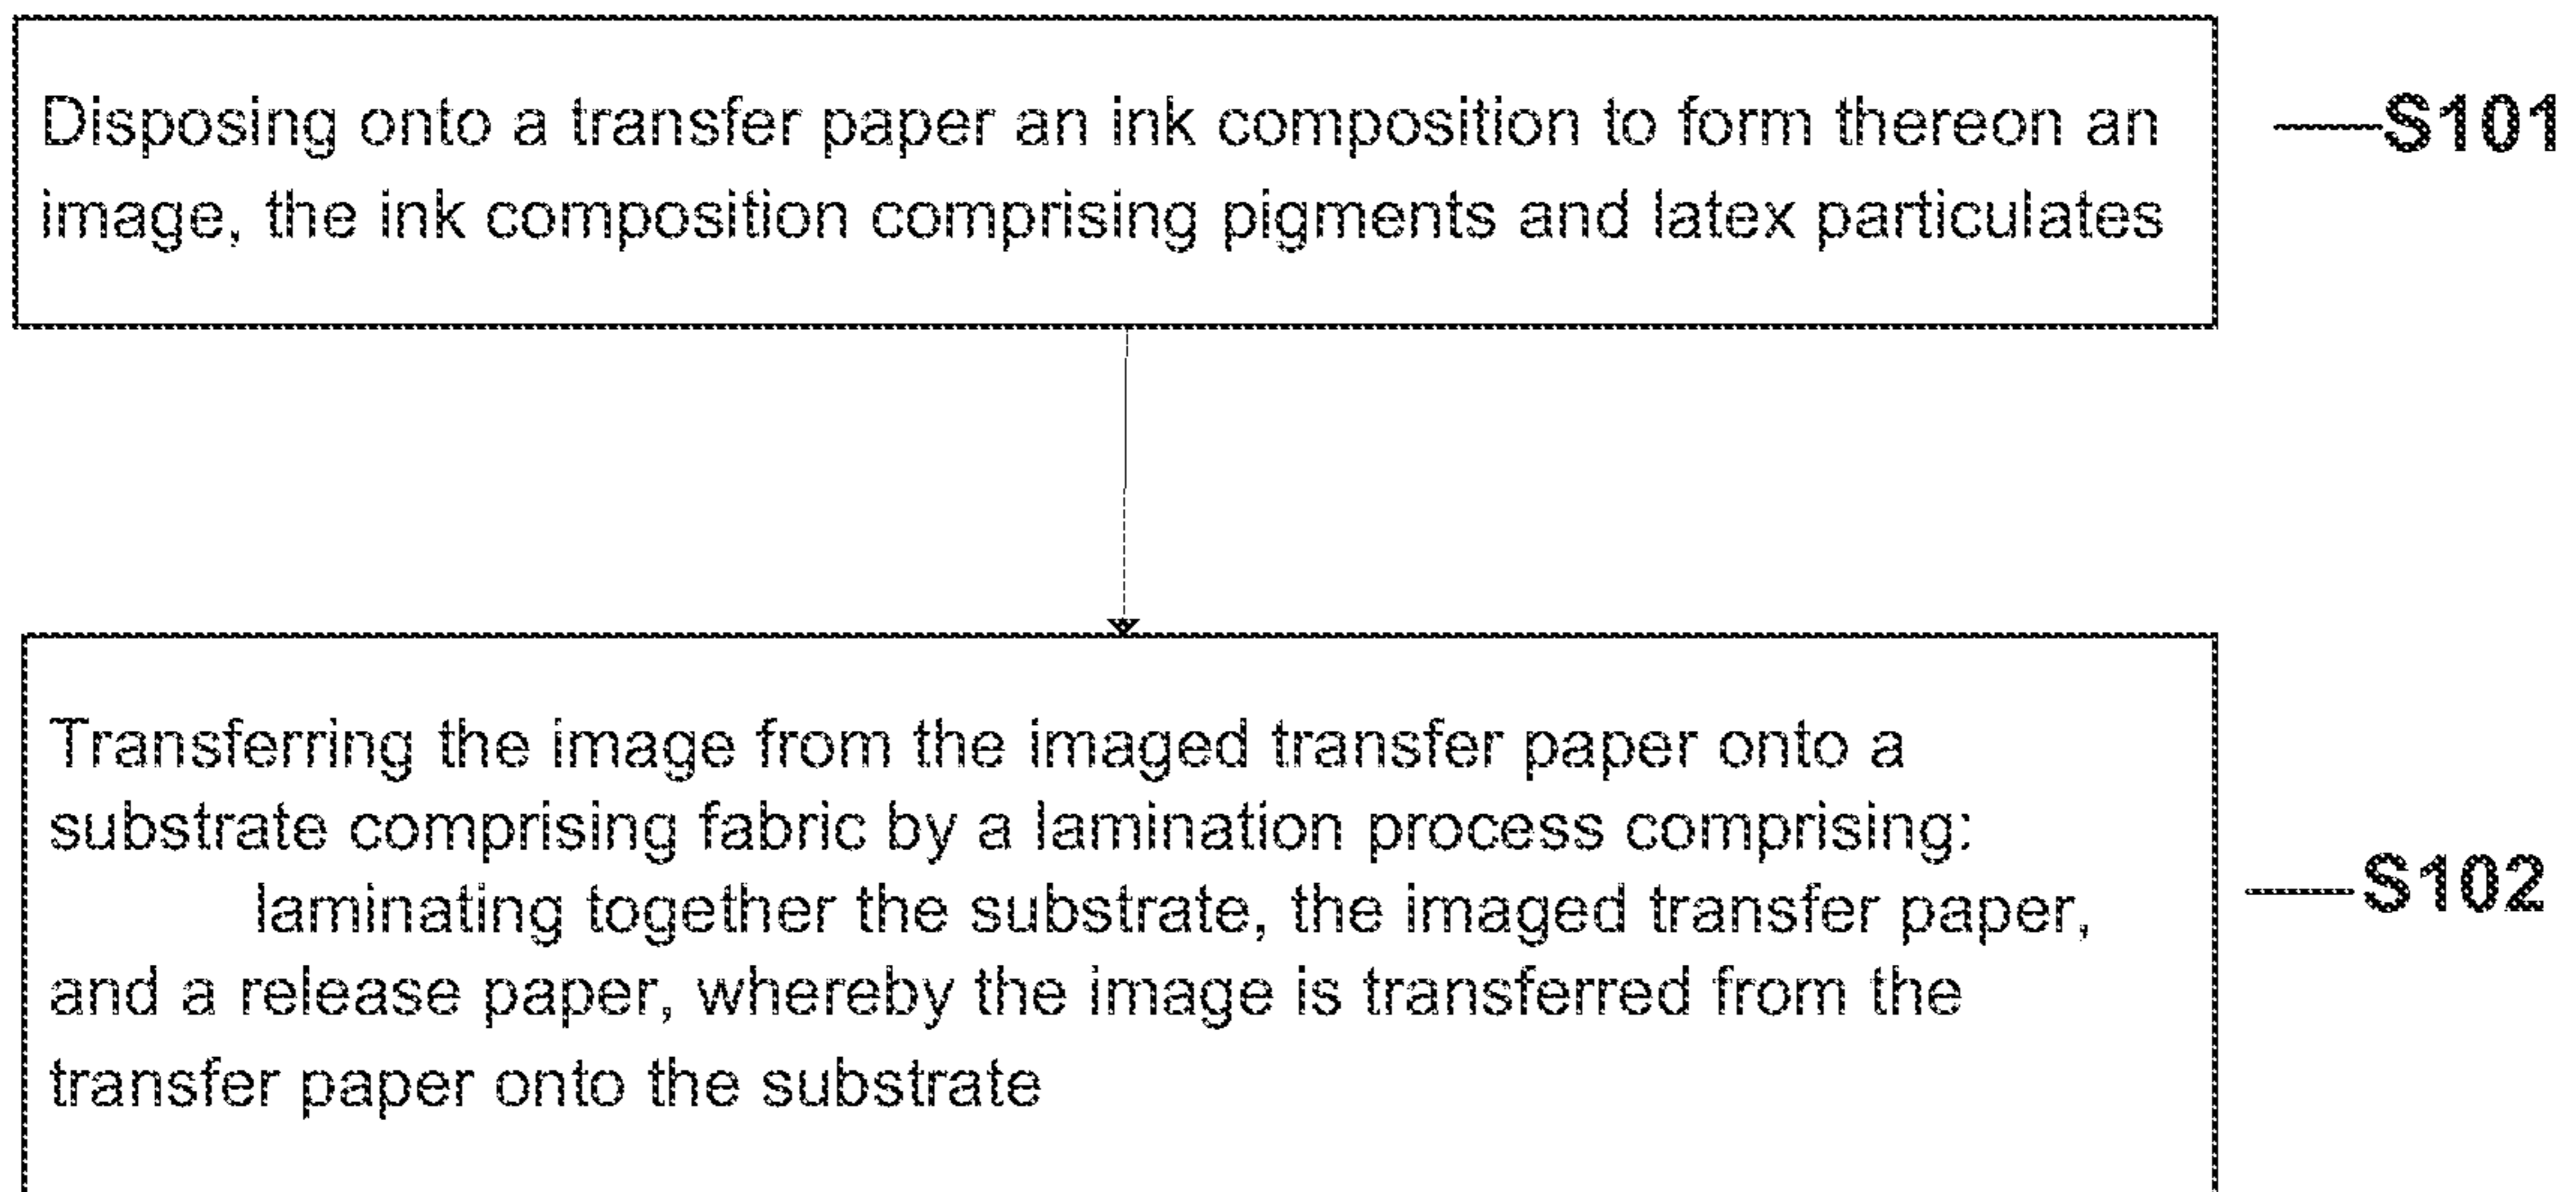 Disposing onto a transfer paper an ink composition to form thereon an
image, the ink composition comprising pigments and latex particulates
S101
Transferring the image from the imaged transfer paper onto a
substrate comprising fabric by a lamination process comprising:
laminating together the substrate, the imaged transfer paper,
and a release paper, whereby the image is transferred from the
transfer paper onto the substrate
S102